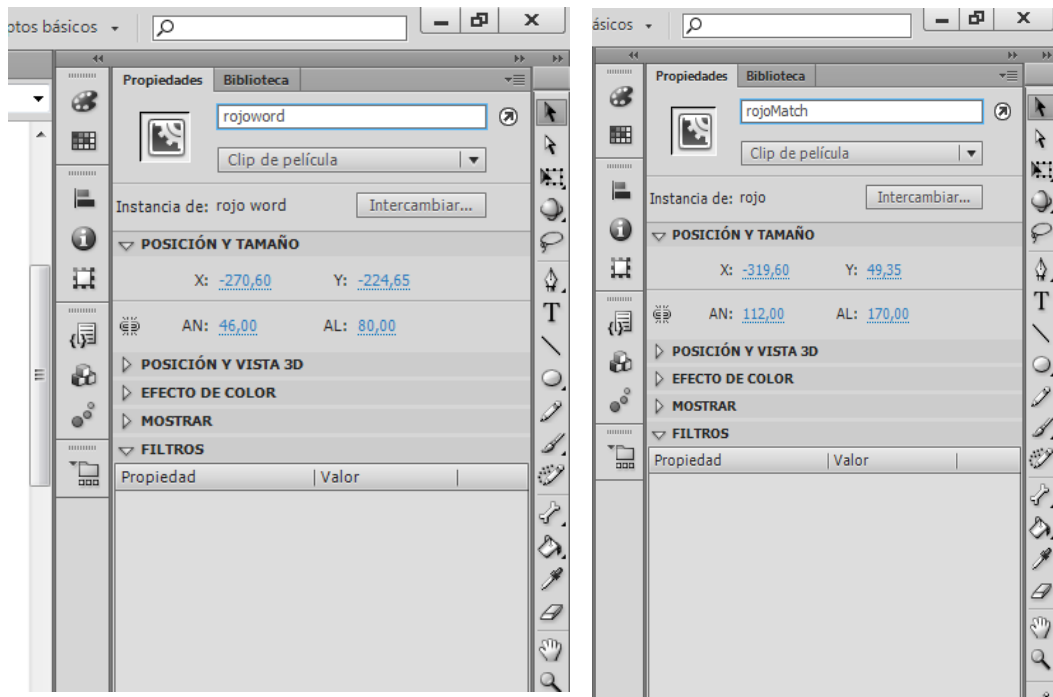 ptos básicos
Propiedades Biblioteca
rojoword
Clip de película
Instancia de: rojo word Intercambiar...
POSICIÓN Y TAMAÑO
X: -270,60 Y: -224,65
AN: 46,00 AL: 80,00
POSICIÓN Y VISTA 3D
EFECTO DE COLOR
MOSTRAR
FILTROS
Propiedad Valor
T
ásicos
Propiedades Biblioteca
rojoMatch
Clip de película
Instancia de: rojo Intercambiar...
POSICIÓN Y TAMAÑO
X: -319,60 Y: 49,35
AN: 112,00 AL: 170,00
POSICIÓN Y VISTA 3D
EFECTO DE COLOR
MOSTRAR
FILTROS
Propiedad Valor
T